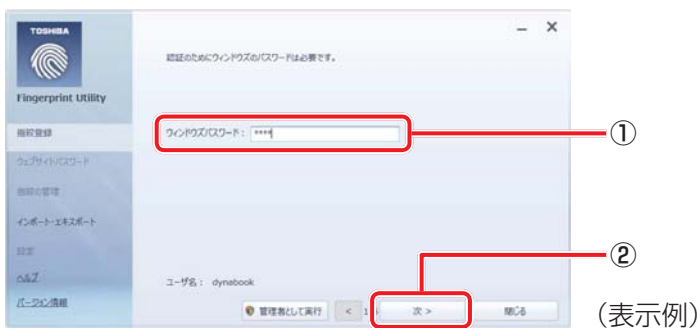 TOSHIBA
Fingerprint Utility
認証のためにウィンドウズのパスワードは必要です。
指紋登録
ウィンドウズパスワード： ****
①
ウェブサイトパスワード
指紋の管理
インポート・エクスポート
設定
②
ヘルプ
ユーザ名： dynabook
バージョン情報
管理者として実行
<
1
次 >
閉じる
（表示例）